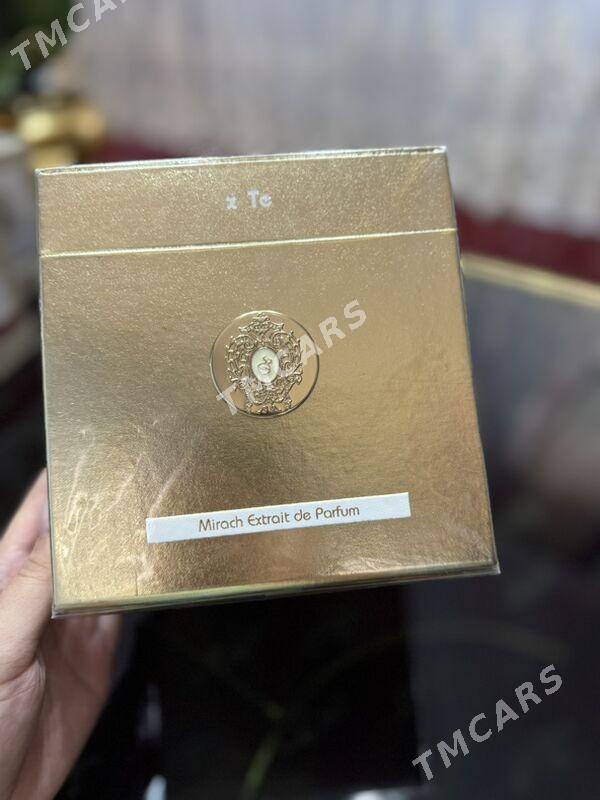 TMCARS
x Te
TMCARS
Mirach Extrait de Parfum
TMCARS